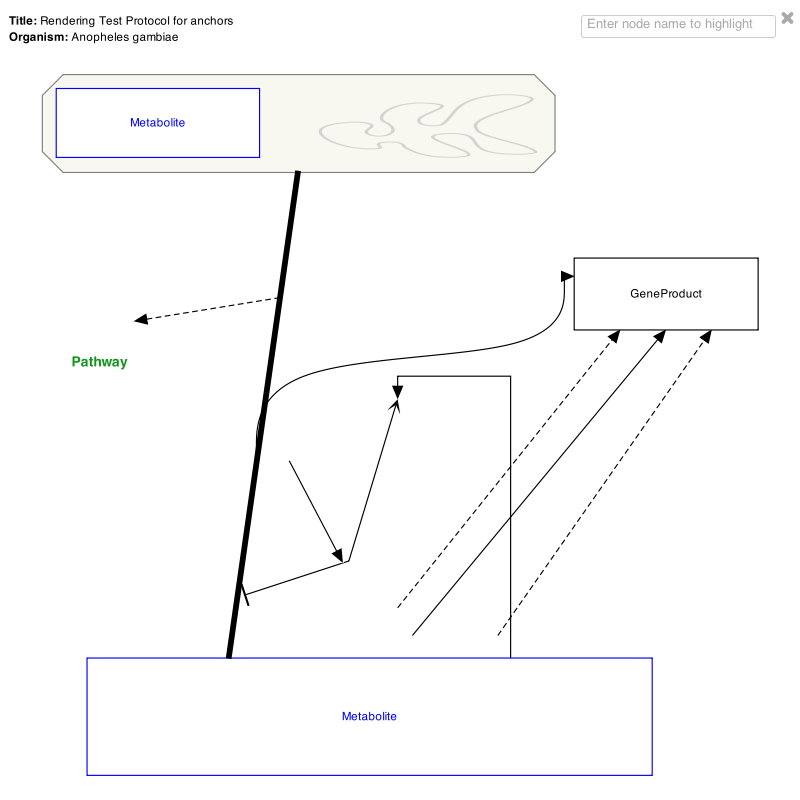 Title: Rendering Test Protocol for anchors
Organism: Anopheles gambiae
Enter node name to highlight
Metabolite
GeneProduct
Pathway
Metabolite